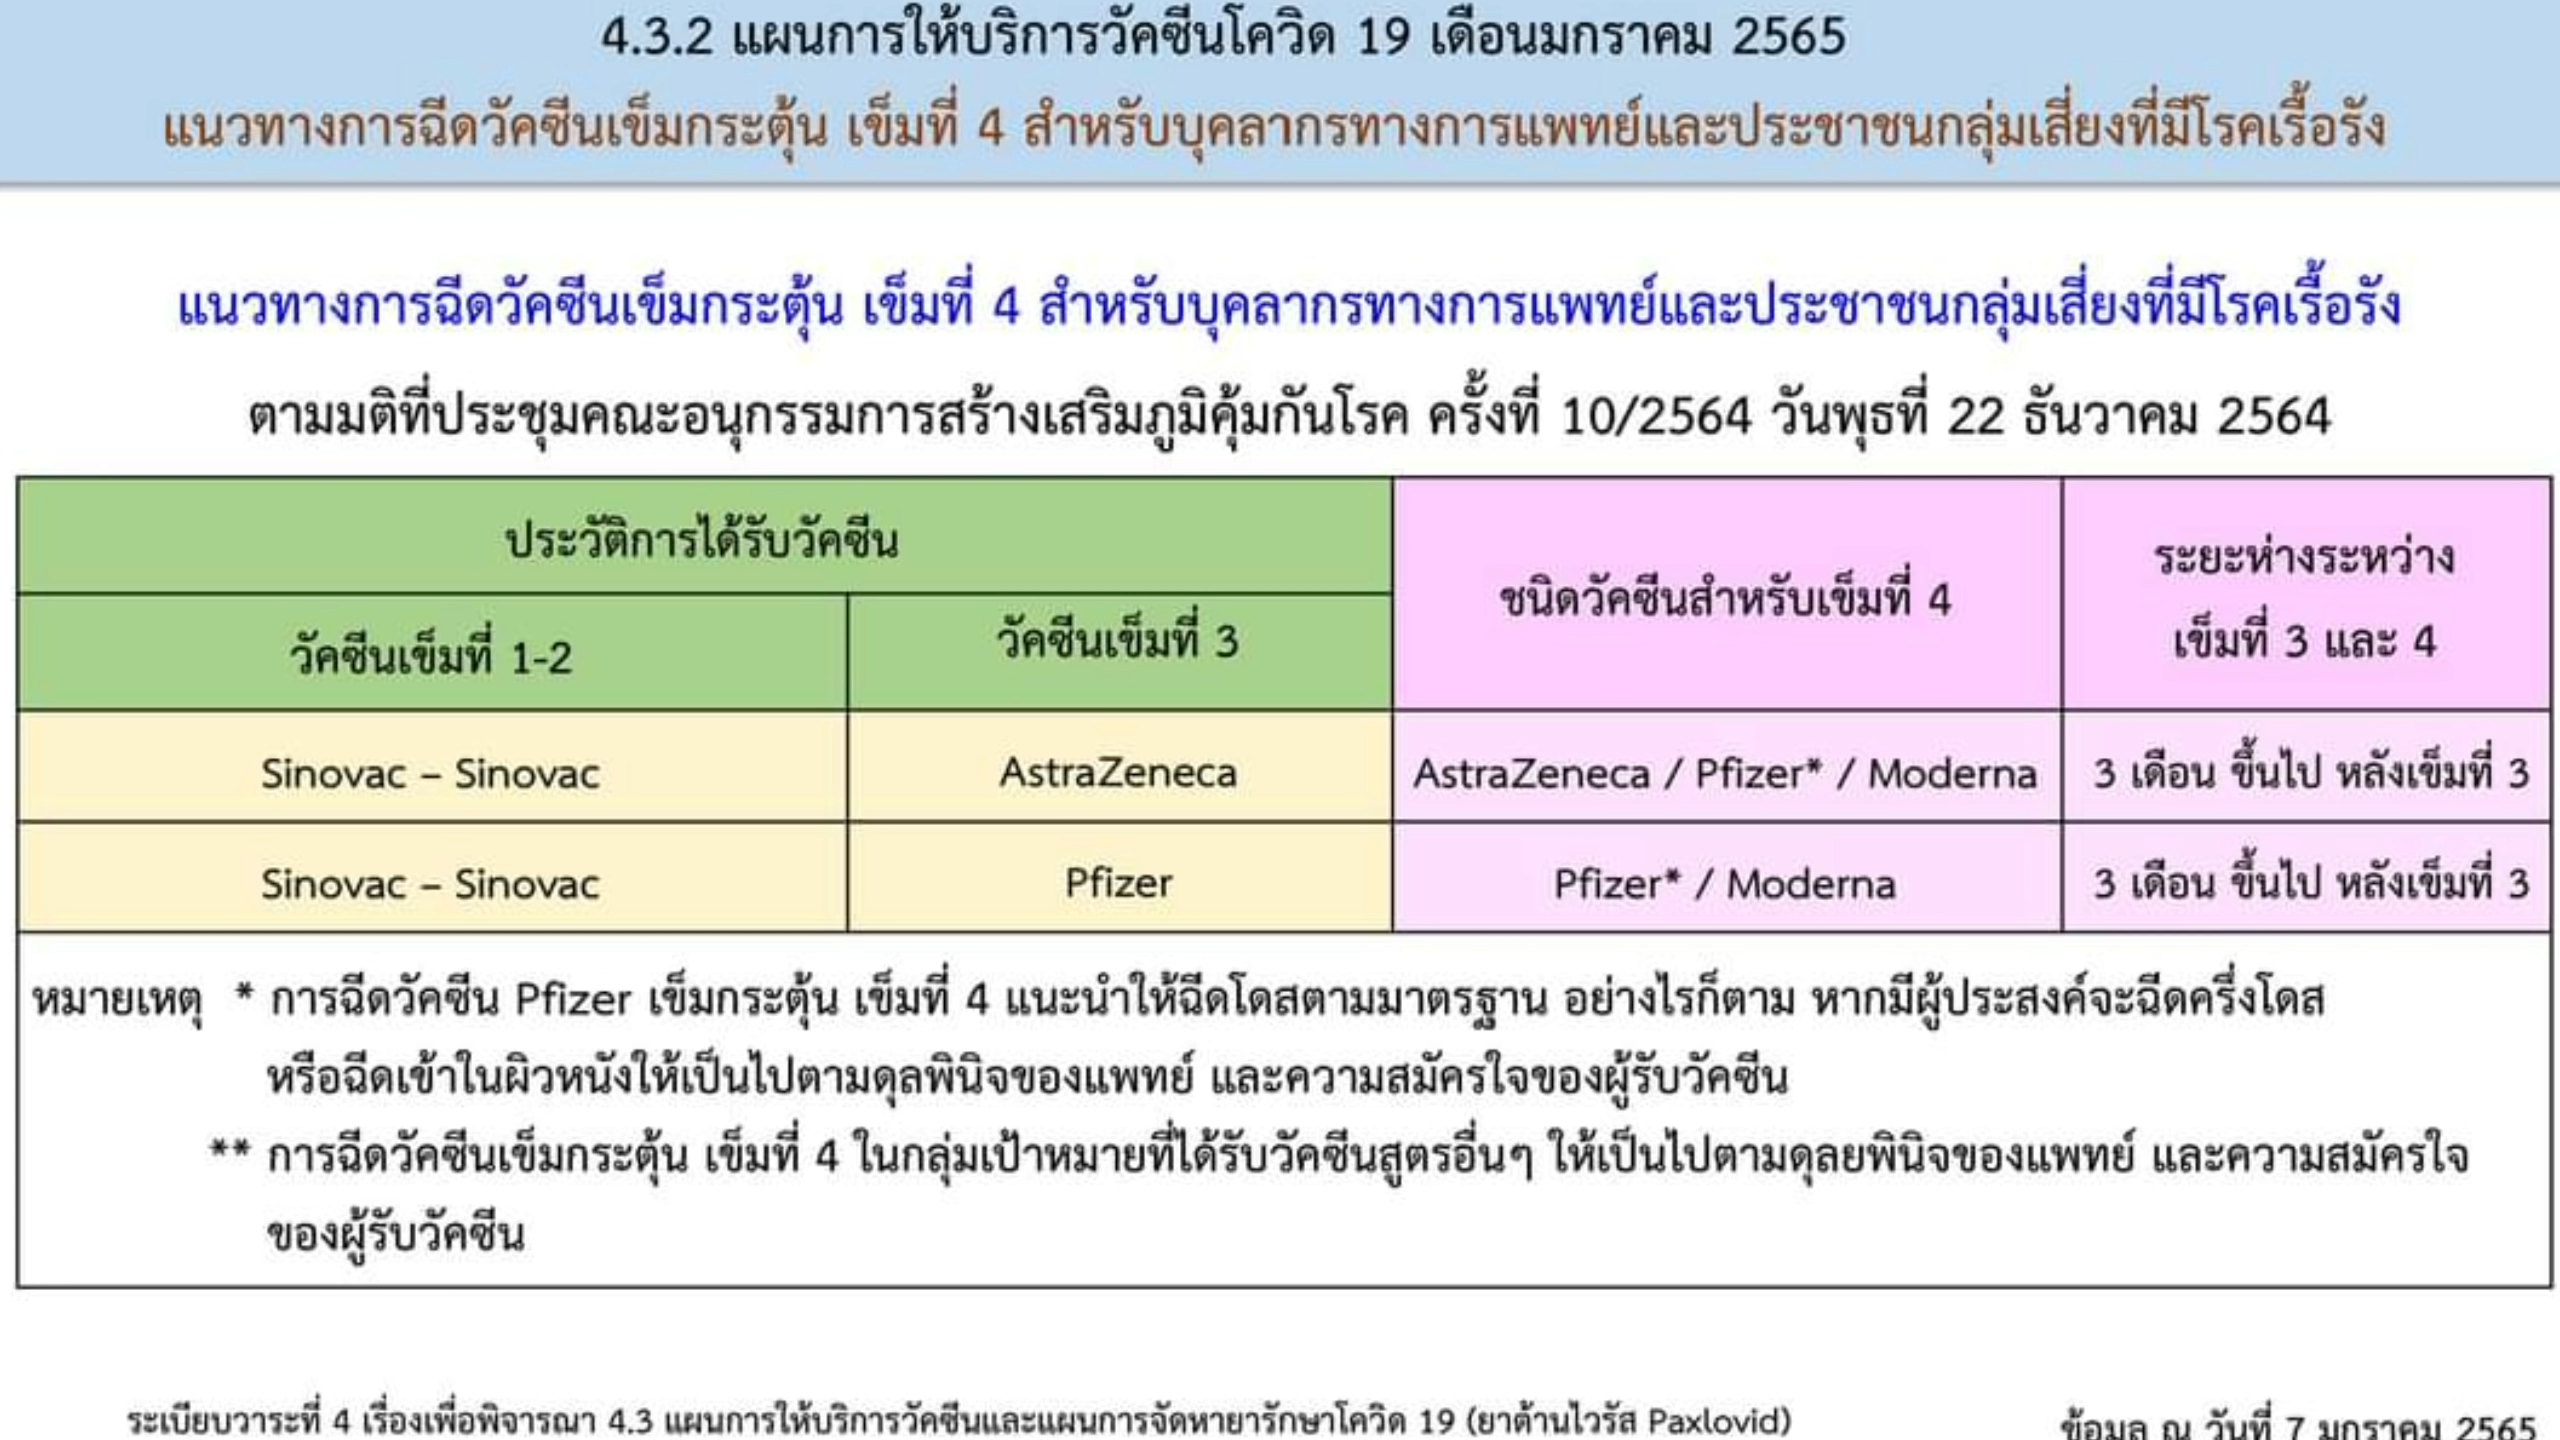 4.3.2 แผนการให้บริการวัคซีนโควิด 19 เดือนมกราคม 2565
แนวทางการฉีดวัคซีนเข็มกระตุ้น เข็มที่ 4 สำหรับบุคลากรทางการแพทย์และประชาชนกลุ่มเสี่ยงที่มีโรคเรื้อรัง
แนวทางการฉีดวัคซีนเข็มกระตุ้น เข็มที่ 4 สำหรับบุคลากรทางการแพทย์และประชาชนกลุ่มเสี่ยงที่มีโรคเรื้อรัง
ตามมติที่ประชุมคณะอนุกรรมการสร้างเสริมภูมิคุ้มกันโรค ครั้งที่ 10/2564 วันพุธที่ 22 ธันวาคม 2564
ประวัติการได้รับวัคซีน
วัคซีนเข็มที่ 1-2
วัคซีนเข็มที่ 3
ชนิดวัคซีนสำหรับเข็มที่ 4
ระยะห่างระหว่าง
เข็มที่ 3 และ 4
Sinovac – Sinovac
AstraZeneca
AstraZeneca / Pfizer* / Moderna
3 เดือน ขึ้นไป หลังเข็มที่ 3
Sinovac – Sinovac
Pfizer
Pfizer* / Moderna
3 เดือน ขึ้นไป หลังเข็มที่ 3
หมายเหตุ * การฉีดวัคซีน Pfizer เข็มกระตุ้น เข็มที่ 4 แนะนำให้ฉีดโดสตามมาตรฐาน อย่างไรก็ตาม หากมีผู้ประสงค์จะฉีดครึ่งโดส
หรือฉีดเข้าในผิวหนังให้เป็นไปตามดุลพินิจของแพทย์ และความสมัครใจของผู้รับวัคซีน
** การฉีดวัคซีนเข็มกระตุ้น เข็มที่ 4 ในกลุ่มเป้าหมายที่ได้รับวัคซีนสูตรอื่นๆ ให้เป็นไปตามดุลยพินิจของแพทย์ และความสมัครใจ
ของผู้รับวัคซีน
ระเบียบวาระที่ 4 เรื่องเพื่อพิจารณา 4.3 แผนการให้บริการวัคซีนและแผนการจัดหายารักษาโควิด 19 (ยาต้านไวรัส Paxlovid)
ข้อมูล ณ วันที่ 7 มกราคม 2565